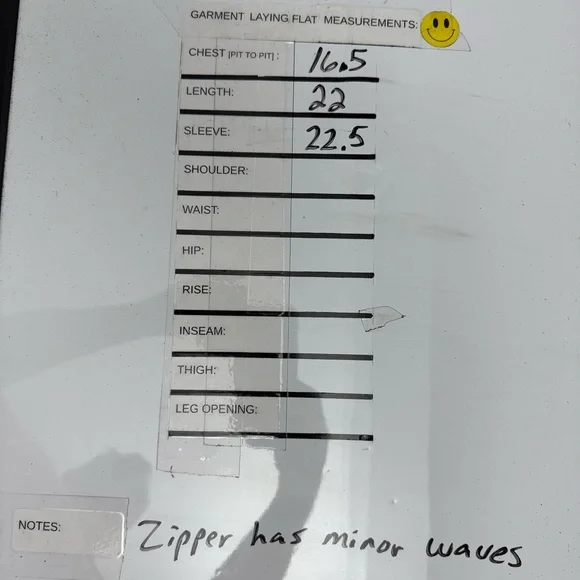 GARMENT LAYING FLAT MEASUREMENTS:
CHEST [PIT TO PIT] : 16.5
LENGTH: 22
SLEEVE: 22.5
SHOULDER:
WAIST:
HIP:
RISE:
INSEAM:
THIGH:
LEG OPENING:
NOTES: Zipper has minor waves